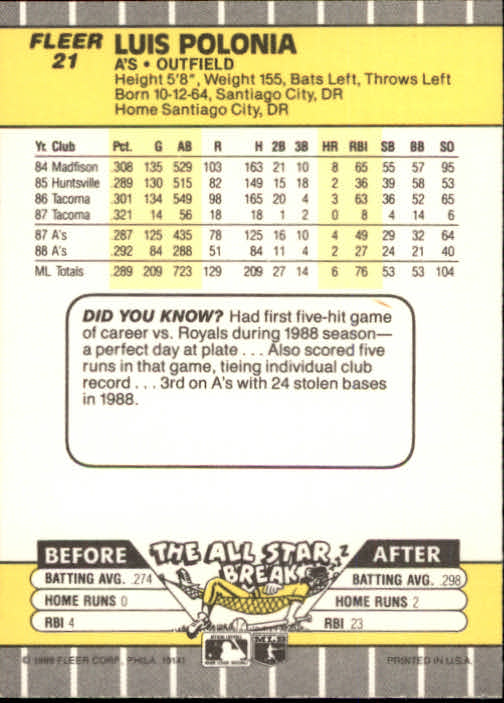 FLEER
21
LUIS POLONIA
A'S • OUTFIELD
Height 5'8", Weight 155, Bats Left, Throws Left
Born 10-12-64, Santiago City, DR
Home Santiago City, DR
Yr. Club Pct. G AB R H 2B 3B HR RBI SB BB SO
84 Madfison .308 135 529 103 163 21 10 8 65 55 57 95
85 Huntsville .289 130 515 82 149 15 18 2 36 39 58 53
86 Tacoma .301 134 549 98 165 20 4 3 63 36 52 65
87 Tacoma .321 14 56 18 18 1 2 0 8 4 14 6
87 A's .287 125 435 78 125 16 10 4 49 29 32 64
88 A's .292 84 288 51 84 11 4 2 27 24 21 40
ML Totals .289 209 723 129 209 27 14 6 76 53 53 104
DID YOU KNOW? Had first five-hit game
of career vs. Royals during 1988 season—
a perfect day at plate . . . Also scored five
runs in that game, tieing individual club
record . . . 3rd on A's with 24 stolen bases
in 1988.
BEFORE THE ALL STAR BREAK AFTER
BATTING AVG. .274 BATTING AVG. .298
HOME RUNS 0 HOME RUNS 2
RBI 4 RBI 23
MLB
© 1989 FLEER CORP., PHILA. 19141 PRINTED IN U.S.A.